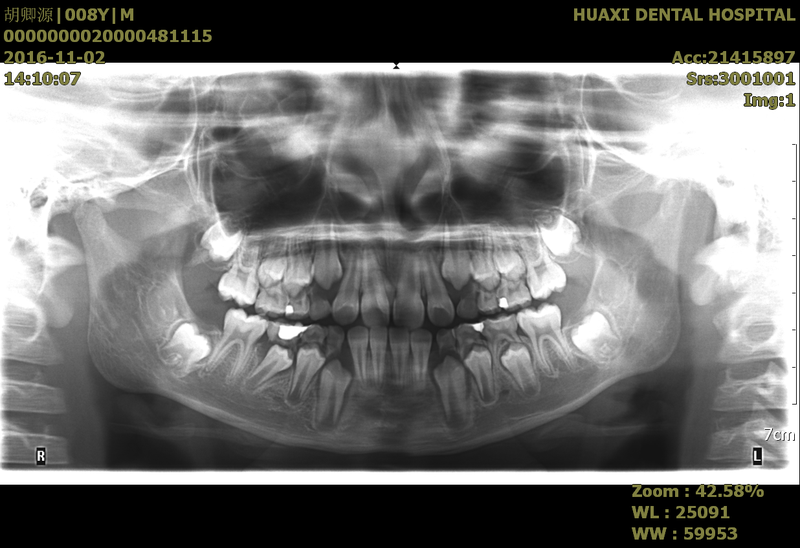 胡卿源|008Y|M
HUAXI DENTAL HOSPITAL
0000000020000481115
2016-11-02
Acc:21415897
14:10:07
Srs:3001001
Img:1
7cm
R
L
Zoom : 42.58%
WL : 25091
WW : 59953